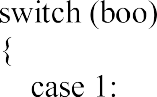 switch (boo)
{
    case 1: